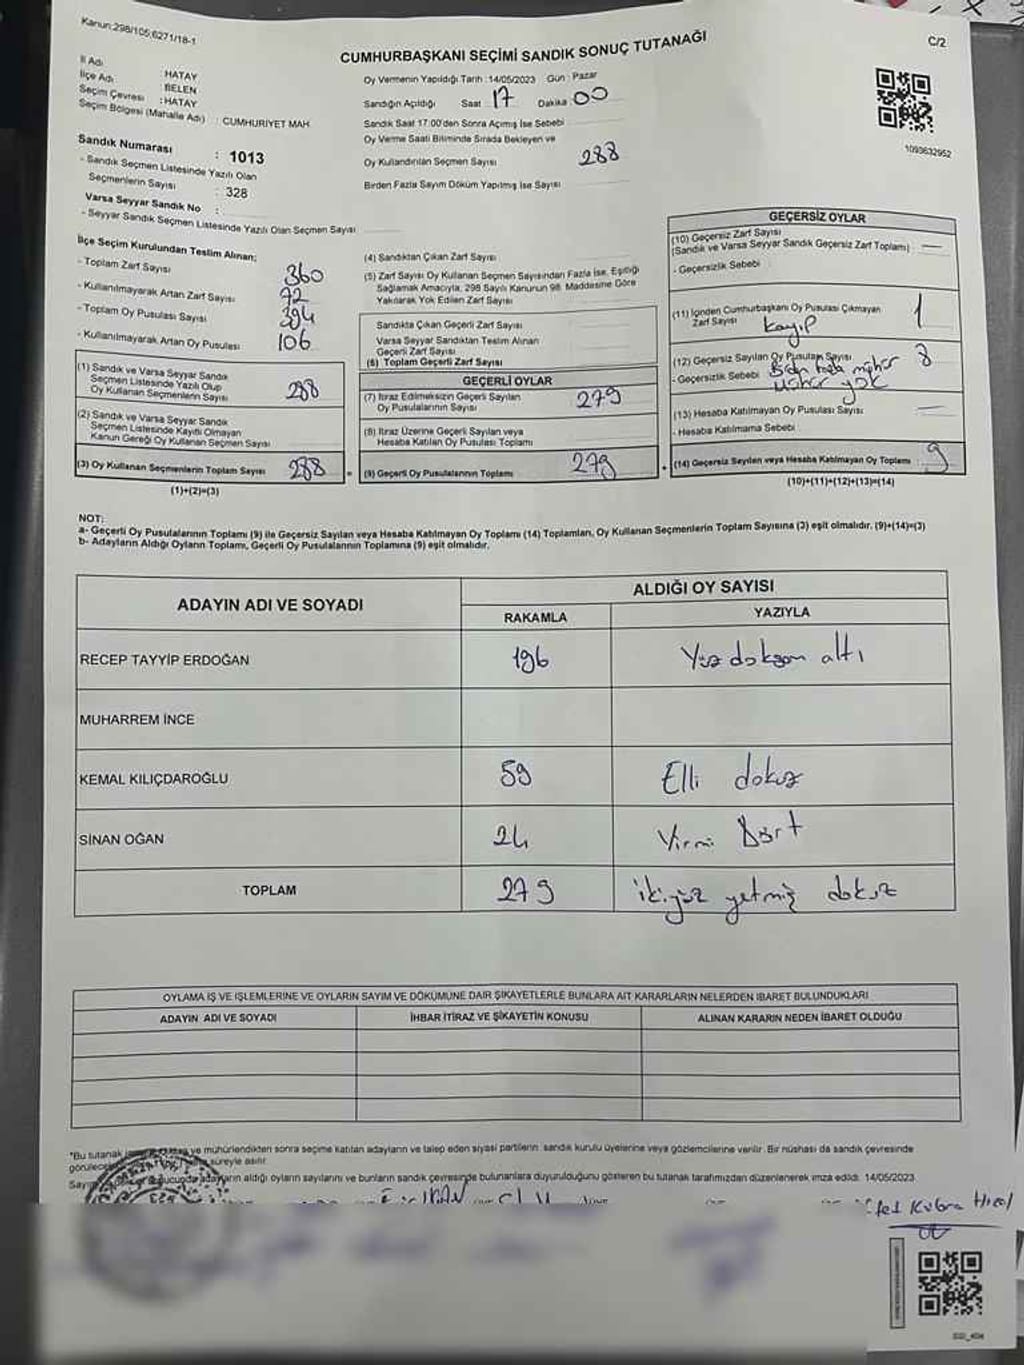 Kanun:298/105;6271/18-1
CUMHURBAŞKANI SEÇİMİ SANDIK SONUÇ TUTANAĞI
C/2
İl Adı : HATAY
İlçe Adı : BELEN
Seçim Çevresi : HATAY
Seçim Bölgesi (Mahalle Adı) : CUMHURİYET MAH.
Sandık Numarası : 1013
- Sandık Seçmen Listesinde Yazılı Olan
Seçmenlerin Sayısı : 328
Varsa Seyyar Sandık No :
- Seyyar Sandık Seçmen Listesinde Yazılı Olan Seçmen Sayısı
Oy Vermenin Yapıldığı Tarih : 14/05/2023 Gün : Pazar
Sandığın Açıldığı Saat : 17 Dakika : 00
Sandık Saat 17:00'den Sonra Açımış İse Sebebi
Oy Verme Saati Bitiminde Sırada Bekleyen ve
Oy Kullandırılan Seçmen Sayısı 288
Birden Fazla Sayım Döküm Yapılmış İse Sayısı
1093632952
İlçe Seçim Kurulundan Teslim Alınan;
- Toplam Zarf Sayısı 360
- Kullanılmayarak Artan Zarf Sayısı 72
- Toplam Oy Pusulası Sayısı 394
- Kullanılmayarak Artan Oy Pusulası 106
(1) Sandık ve Varsa Seyyar Sandık
Seçmen Listesinde Yazılı Olup
Oy Kullanan Seçmenlerin Sayısı 288
(2) Sandık ve Varsa Seyyar Sandık
Seçmen Listesinde Kayıtlı Olmayan
Kanun Gereği Oy Kullanan Seçmen Sayısı
(3) Oy Kullanan Seçmenlerin Toplam Sayısı 288
(1)+(2)=(3)
(4) Sandıktan Çıkan Zarf Sayısı
(5) Zarf Sayısı Oy Kullanan Seçmen Sayısından Fazla İse, Eşitliği
Sağlamak Amacıyla, 298 Sayılı Kanunun 98. Maddesine Göre
Yakılarak Yok Edilen Zarf Sayısı
Sandıkta Çıkan Geçerli Zarf Sayısı
Varsa Seyyar Sandıktan Teslim Alınan
Geçerli Zarf Sayısı
(6) Toplam Geçerli Zarf Sayısı
GEÇERLİ OYLAR
(7) İtiraz Edilmeksizin Geçerli Sayılan
Oy Pusulalarının Sayısı 279
(8) İtiraz Üzerine Geçerli Sayılan veya
Hesaba Katılan Oy Pusulası Toplamı
= (9) Geçerli Oy Pusulalarının Toplamı 279
GEÇERSİZ OYLAR
(10) Geçersiz Zarf Sayısı
(Sandık ve Varsa Seyyar Sandık Geçersiz Zarf Toplamı) —
- Geçersizlik Sebebi
(11) İçinden Cumhurbaşkanı Oy Pusulası Çıkmayan
Zarf Sayısı kayıp 1
(12) Geçersiz Sayılan Oy Pusulası Sayısı 8
- Geçersizlik Sebebi Birden fazla mühür
mühür yok
(13) Hesaba Katılmayan Oy Pusulası Sayısı —
- Hesaba Katılmama Sebebi
+ (14) Geçersiz Sayılan veya Hesaba Katılmayan Oy Toplamı 9
(10)+(11)+(12)+(13)=(14)
NOT:
a- Geçerli Oy Pusulalarının Toplamı (9) ile Geçersiz Sayılan veya Hesaba Katılmayan Oy Toplamı (14) Toplamları, Oy Kullanan Seçmenlerin Toplam Sayısına (3) eşit olmalıdır. (9)+(14)=(3)
b- Adayların Aldığı Oyların Toplamı, Geçerli Oy Pusulalarının Toplamına (9) eşit olmalıdır.
ADAYIN ADI VE SOYADI ALDIĞI OY SAYISI
RAKAMLA YAZIYLA
RECEP TAYYİP ERDOĞAN 196 Yüz doksan altı
MUHARREM İNCE
KEMAL KILIÇDAROĞLU 59 Elli dokuz
SİNAN OĞAN 24 Yirmi Dört
TOPLAM 279 ikiyüz yetmiş dokuz
OYLAMA İŞ VE İŞLEMLERİNE VE OYLARIN SAYIM VE DÖKÜMÜNE DAİR ŞİKAYETLERLE BUNLARA AİT KARARLARIN NELERDEN İBARET BULUNDUKLARI
ADAYIN ADI VE SOYADI İHBAR İTİRAZ VE ŞİKAYETİN KONUSU ALINAN KARARIN NEDEN İBARET OLDUĞU
*Bu tutanak ve mühürlendikten sonra seçime katılan adayların ve talep eden siyasi partilerin sandık kurulu üyelerine veya gözlemcilerine verilir. Bir nüshası da sandık çevresinde
süreyle asılır.
adayların aldığı oyların sayılarını ve bunların sandık çevresinde bulunanlara duyurulduğunu gösteren bu tutanak tarafımızdan düzenlenerek imza edildi. 14/05/2023
Kübra